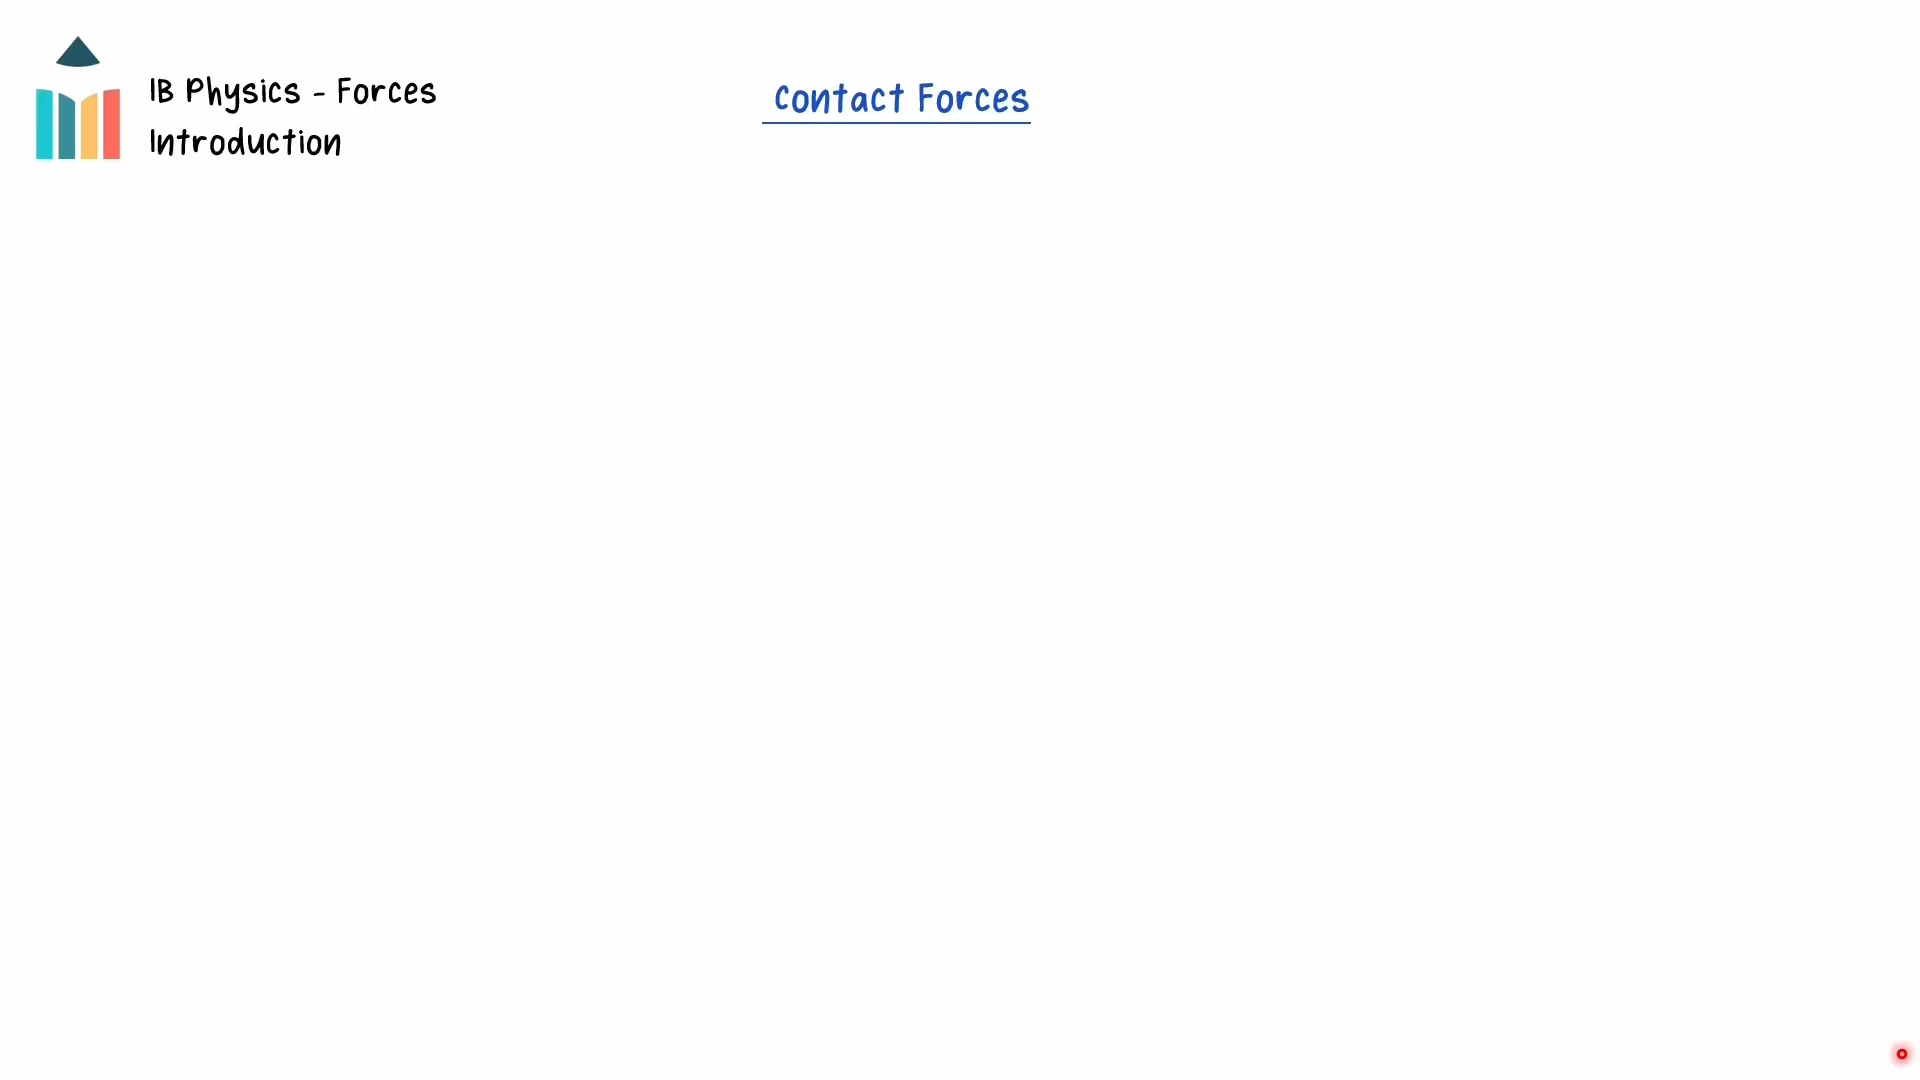 IB Physics - Forces
Introduction
Contact Forces